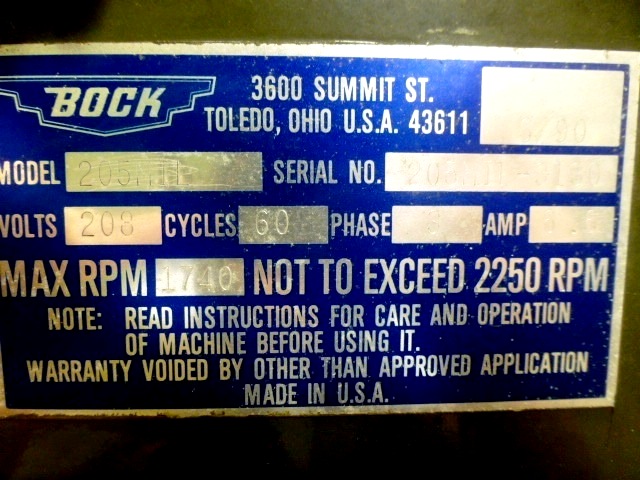 BOCK
3600 SUMMIT ST.
TOLEDO, OHIO U.S.A. 43611
MODEL SERIAL NO.
VOLTS 208 CYCLES 60 PHASE AMP
MAX RPM 1740 NOT TO EXCEED 2250 RPM
NOTE: READ INSTRUCTIONS FOR CARE AND OPERATION
OF MACHINE BEFORE USING IT.
WARRANTY VOIDED BY OTHER THAN APPROVED APPLICATION
MADE IN U.S.A.